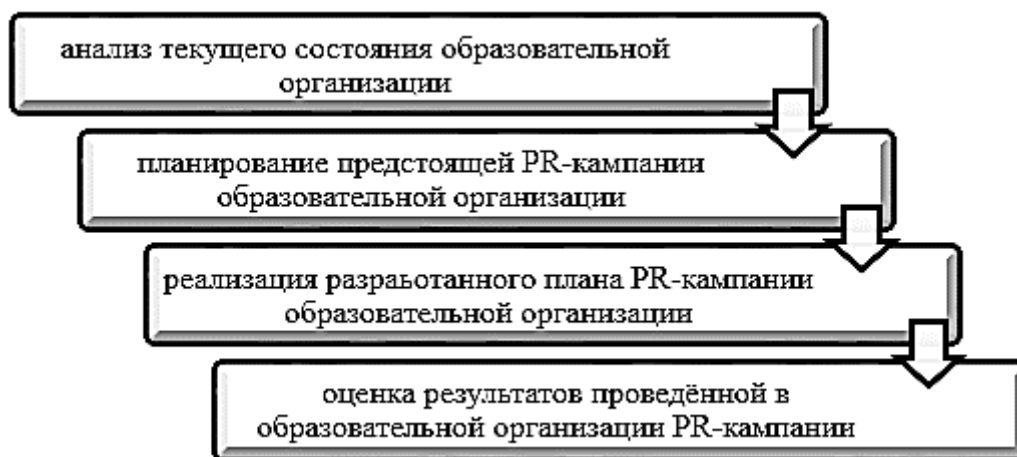 анализ текущего состояния образовательной
организации
планирование предстоящей PR-кампании
образовательной организации
реализация разраьотанного плана PR-кампании
образовательной организации
оценка результатов проведённой в
образовательной организации PR-кампании